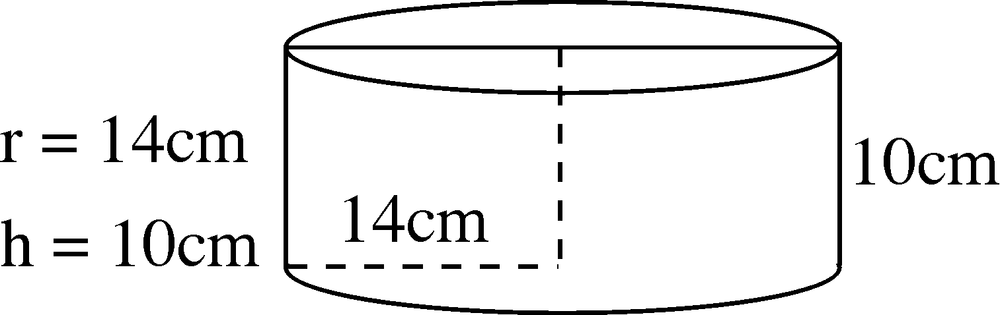 r = 14cm
h = 10cm
14cm
10cm